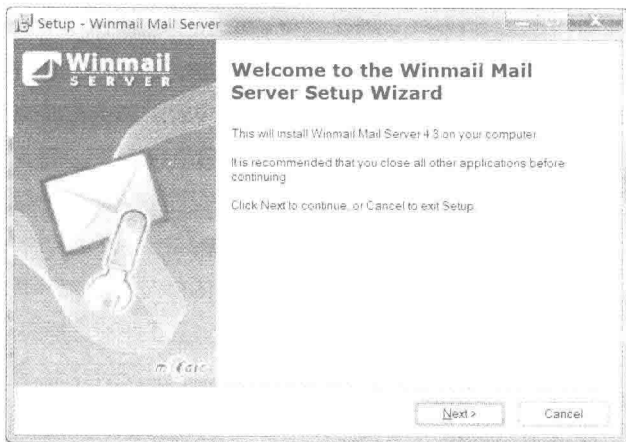 Setup - Winmail Mail Server
Winmail
SERVER
Welcome to the Winmail Mail
Server Setup Wizard
This will install Winmail Mail Server 4.3 on your computer
It is recommended that you close all other applications before
continuing
Click Next to continue, or Cancel to exit Setup
Next >
Cancel